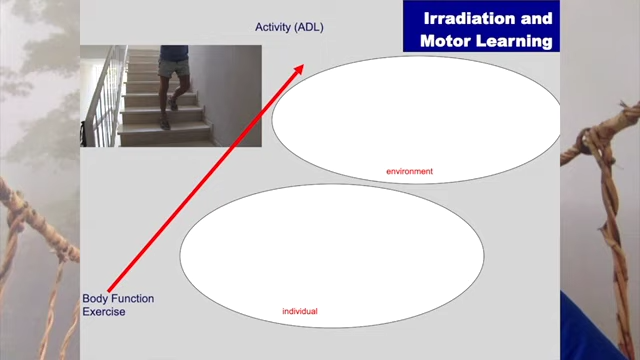 Activity (ADL)
Irradiation and
Motor Learning
environment
Body Function
Exercise
individual